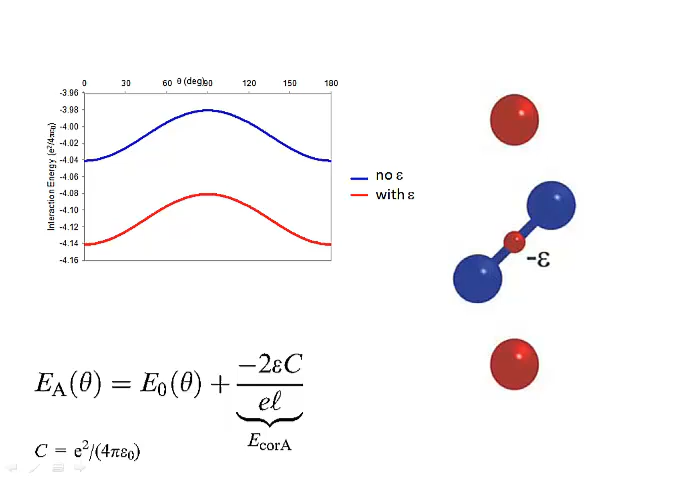 θ (deg)
0 30 60 90 120 150 180
-3.96
-3.98
-4.00
-4.02
-4.04
-4.06
-4.08
-4.10
-4.12
-4.14
-4.16
Interaction Energy (e²/4πε₀)
no ε
with ε
-ε
E_A(θ) = E₀(θ) + −2εC / eℓ
E_corA
C = e²/(4πε₀)